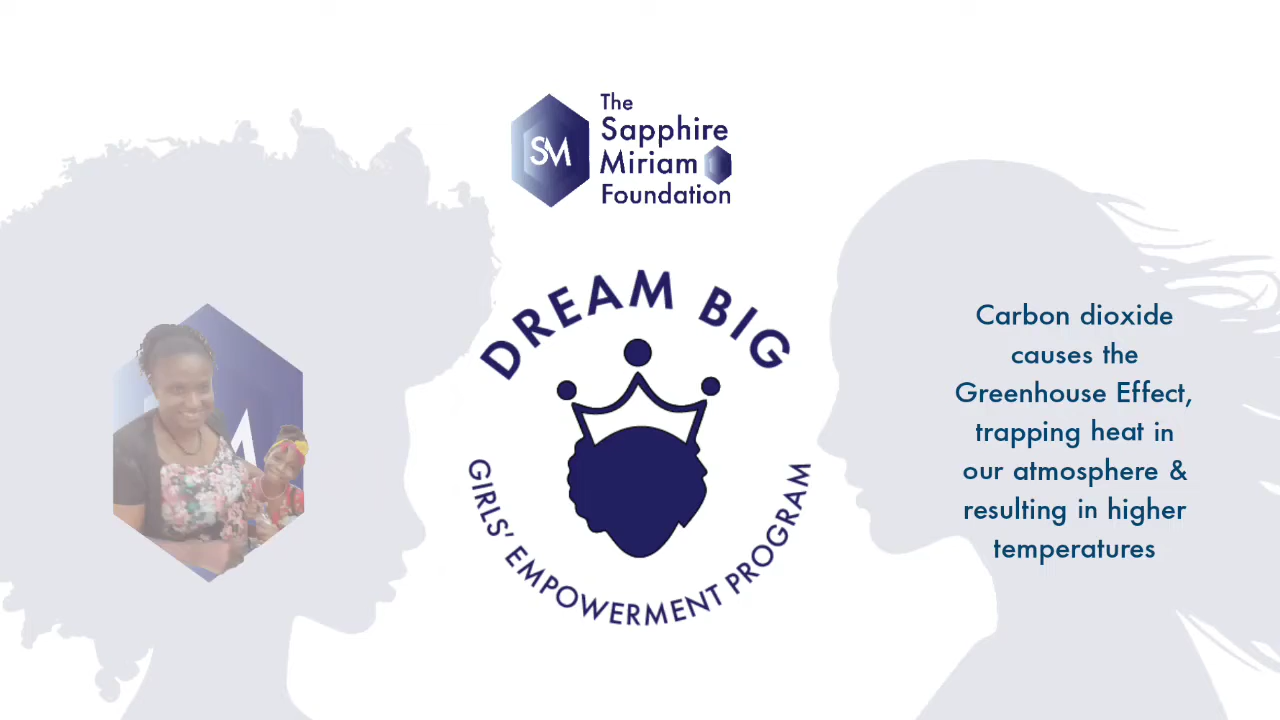 SM
The
Sapphire
Miriam
Foundation
DREAM BIG
GIRLS' EMPOWERMENT PROGRAM
Carbon dioxide
causes the
Greenhouse Effect,
trapping heat in
our atmosphere &
resulting in higher
temperatures